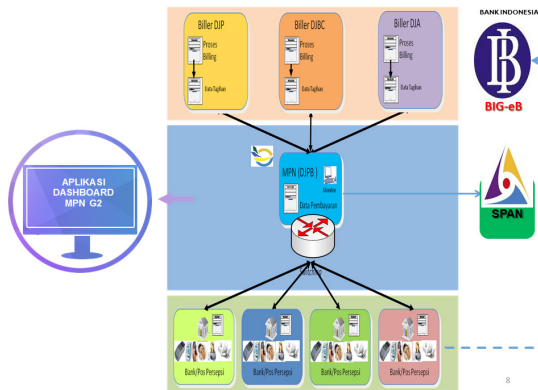 BANK INDONESIA
BIG-eB
Biller DJP
Proses
Billing
Data Tagihan
Biller DJBC
Proses
Billing
Data Tagihan
Biller DJA
Proses
Billing
Data Tagihan
APLIKASI
DASHBOARD
MPN G2
MPN (DJPB )
Data Pembayaran
Switching
SPAN
Bank/Pos Persepsi
Bank/Pos Persepsi
Bank/Pos Persepsi
Bank/Pos Persepsi
8